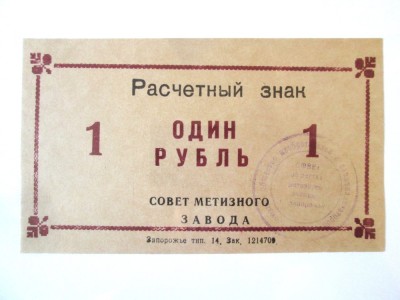 Расчетный знак
1 ОДИН 1
РУБЛЬ
СОВЕТ МЕТИЗНОГО
ЗАВОДА
Запорожье тип. 14, Зак, 1214709